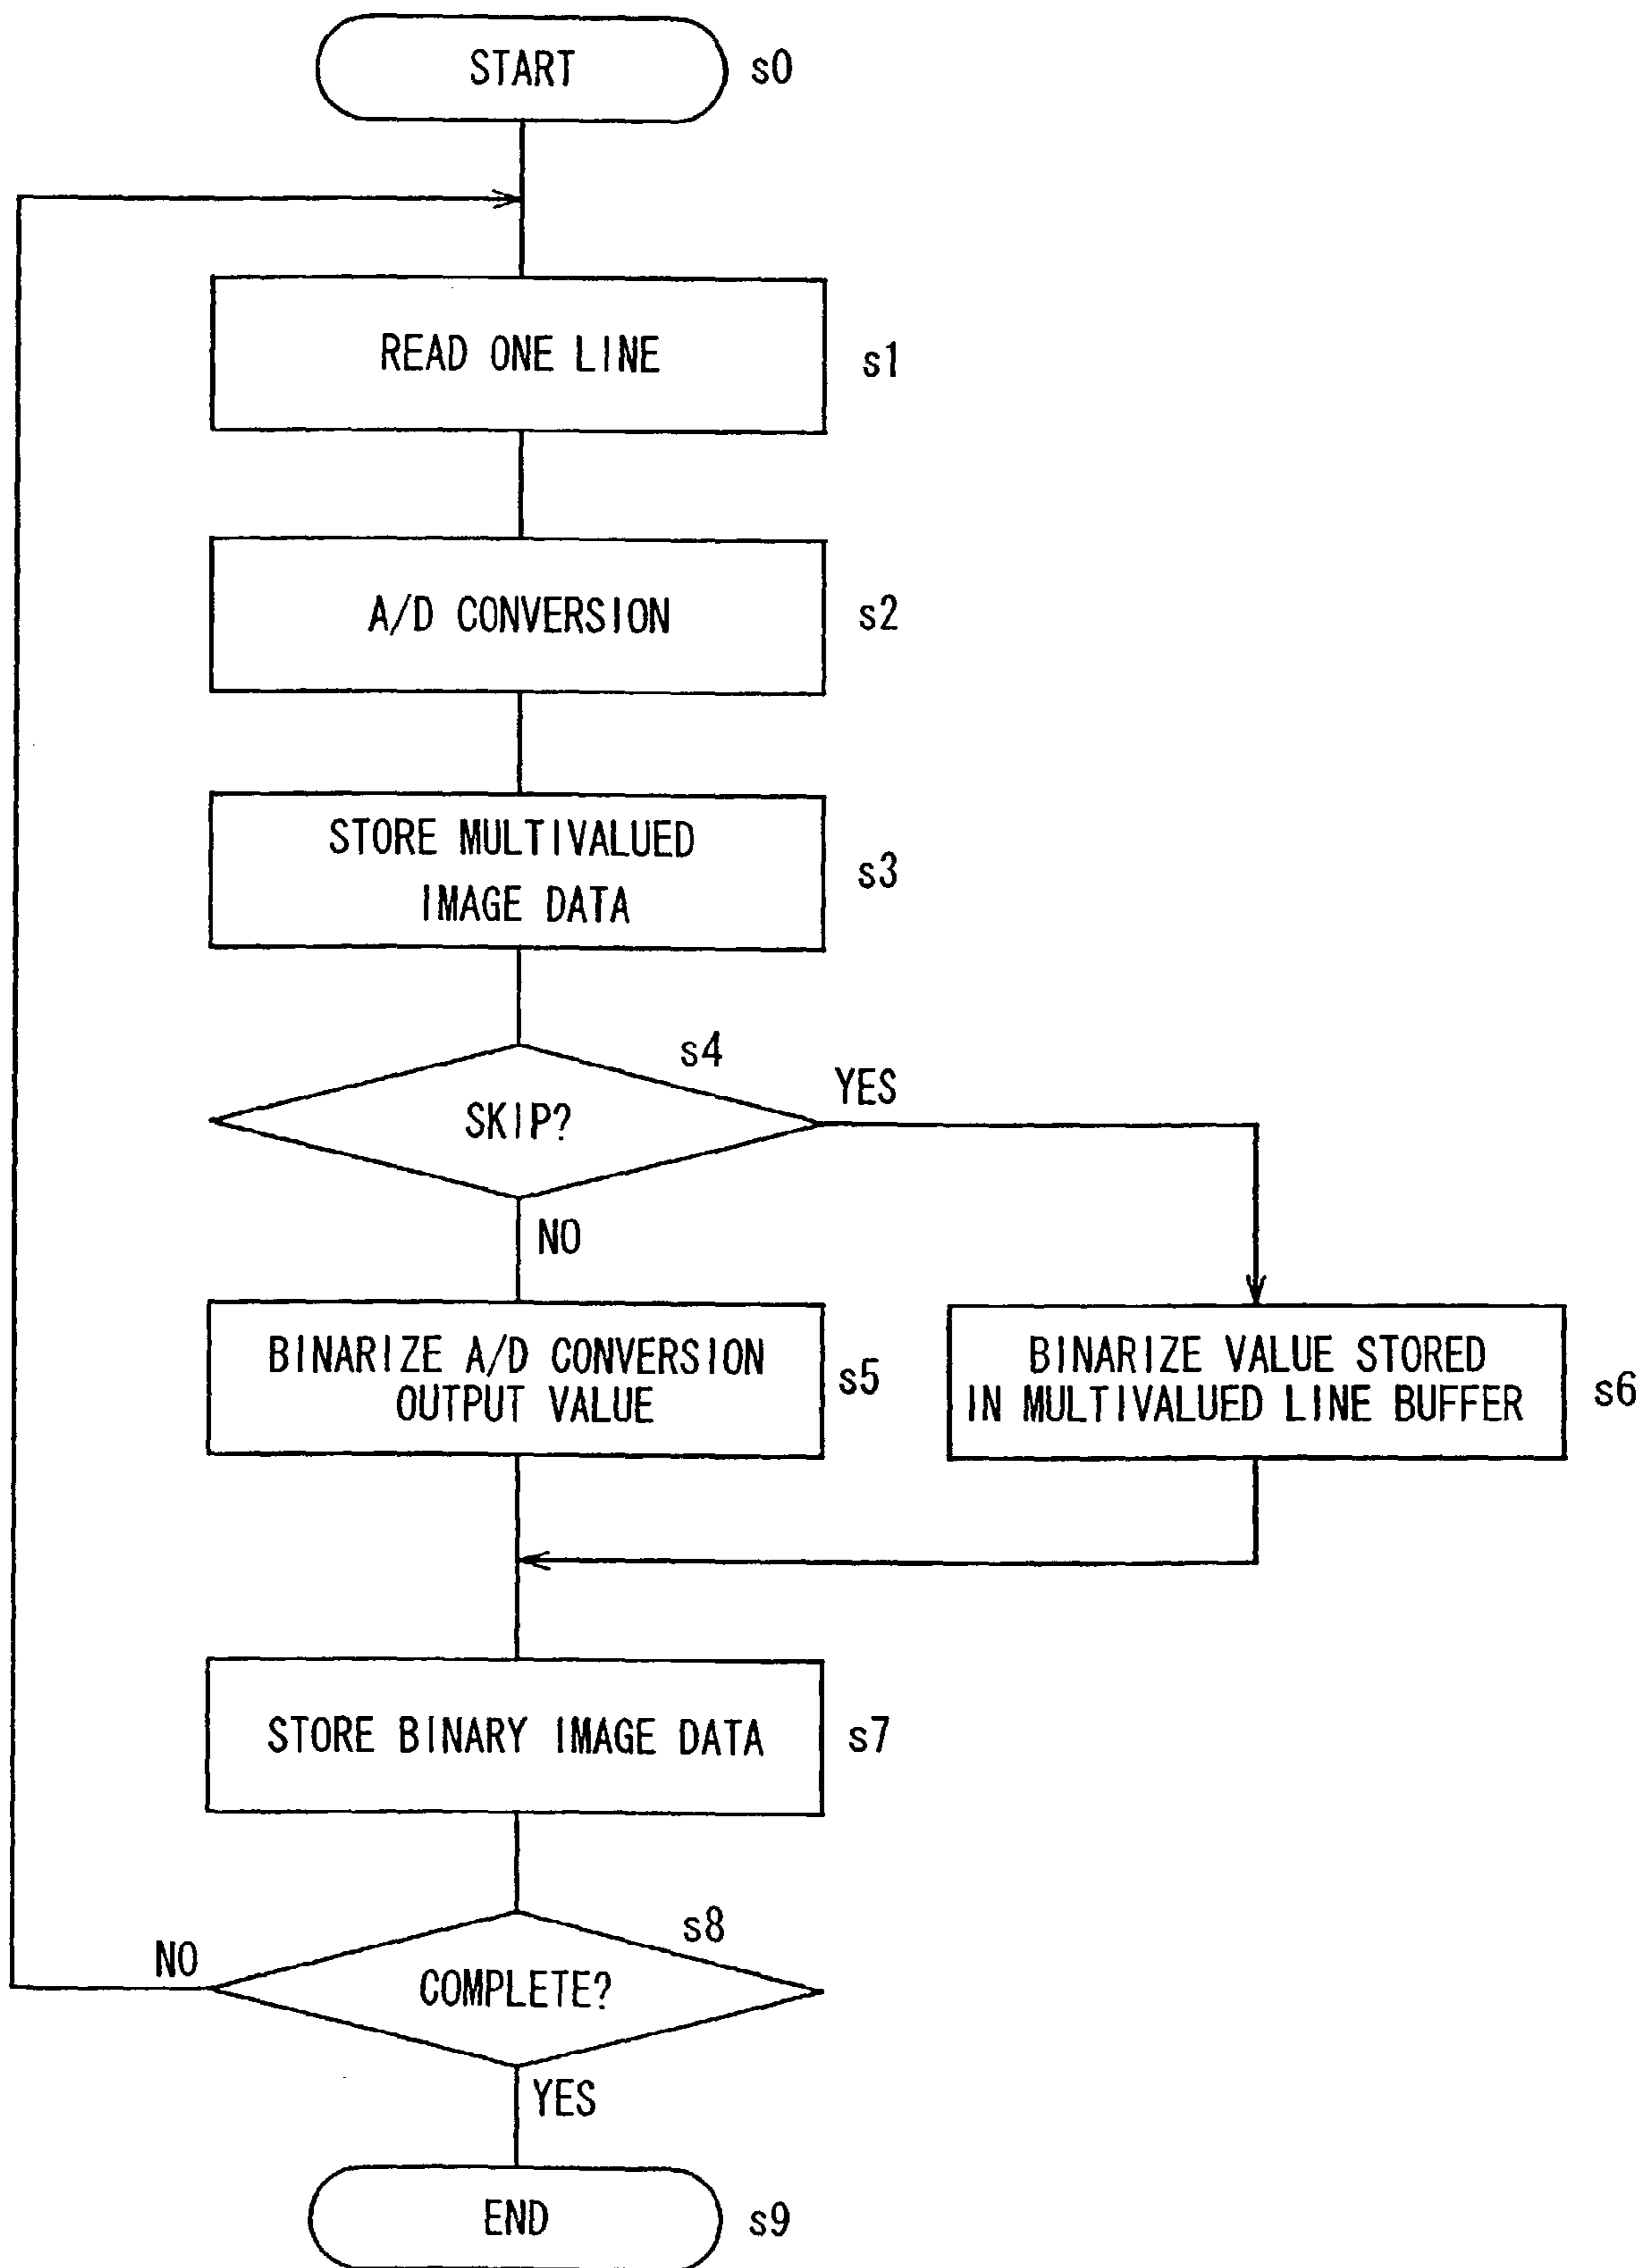 START
s0
READ ONE LINE
s1
A/D CONVERSION
s2
STORE MULTIVALUED
IMAGE DATA
s3
s4
SKIP?
YES
NO
BINARIZE A/D CONVERSION
OUTPUT VALUE
s5
BINARIZE VALUE STORED
IN MULTIVALUED LINE BUFFER
s6
STORE BINARY IMAGE DATA
s7
s8
NO
COMPLETE?
YES
END
s9